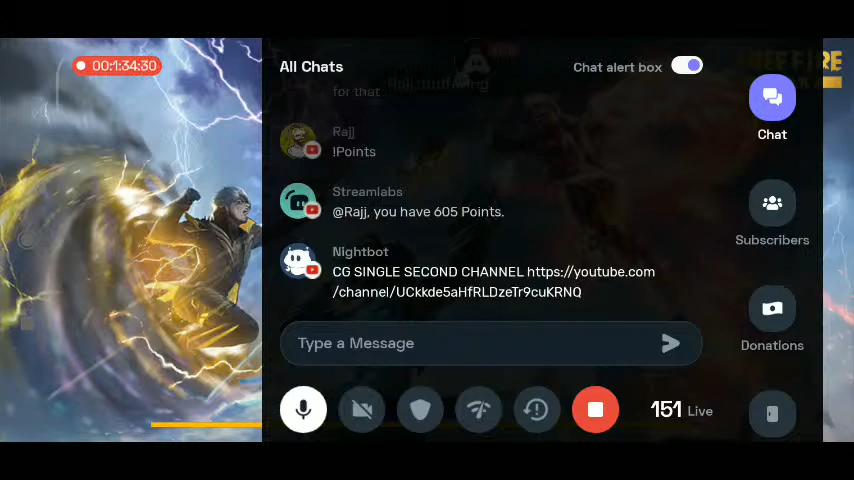 00:1:34:30
All Chats
Chat alert box
for that
Rajj
!Points
Chat
Streamlabs
@Rajj, you have 605 Points.
Subscribers
Nightbot
CG SINGLE SECOND CHANNEL https://youtube.com
/channel/UCkkde5aHfRLDzeTr9cuKRNQ
Type a Message
Donations
151 Live